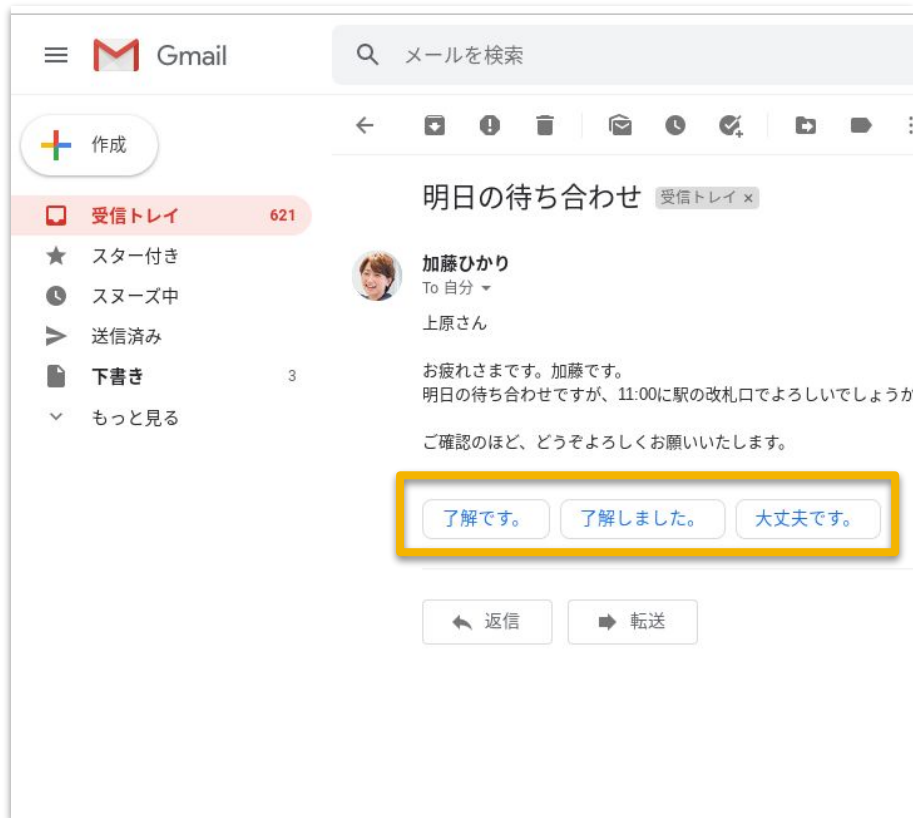 Gmail
メールを検索
作成
受信トレイ 621
スター付き
スヌーズ中
送信済み
下書き 3
もっと見る
明日の待ち合わせ 受信トレイ ×
加藤ひかり
To 自分
上原さん
お疲れさまです。加藤です。
明日の待ち合わせですが、11:00に駅の改札口でよろしいでしょうか
ご確認のほど、どうぞよろしくお願いいたします。
了解です。 了解しました。 大丈夫です。
返信 転送